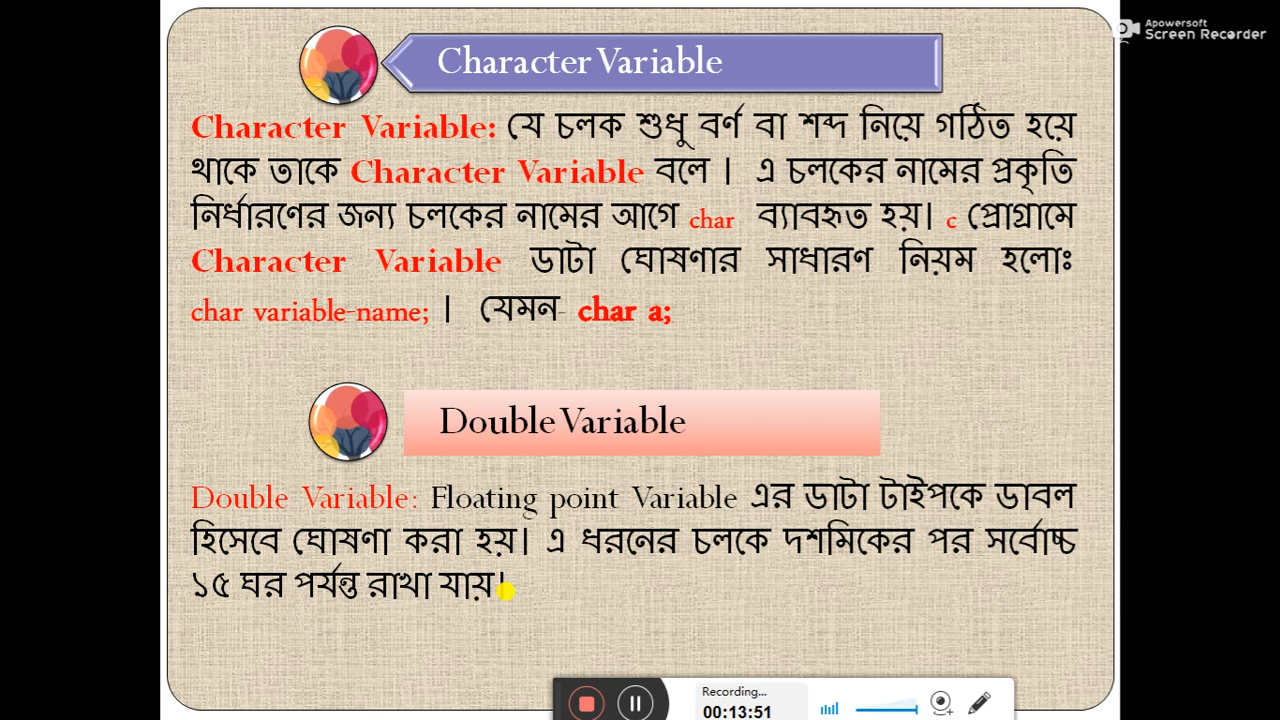 Apowersoft
Screen Recorder
Character Variable
Character Variable: যে চলক শুধু বর্ণ বা শব্দ নিয়ে গঠিত হয়ে
থাকে তাকে Character Variable বলে । এ চলকের নামের প্রকৃতি
নির্ধারণের জন্য চলকের নামের আগে char ব্যাবহৃত হয়। c প্রোগ্রামে
Character Variable ডাটা ঘোষণার সাধারণ নিয়ম হলোঃ
char variable-name; । যেমন- char a;
Double Variable
Double Variable: Floating point Variable এর ডাটা টাইপকে ডাবল
হিসেবে ঘোষণা করা হয়। এ ধরনের চলকে দশমিকের পর সর্বোচ্চ
১৫ ঘর পর্যন্ত রাখা যায়।
Recording...
00:13:51